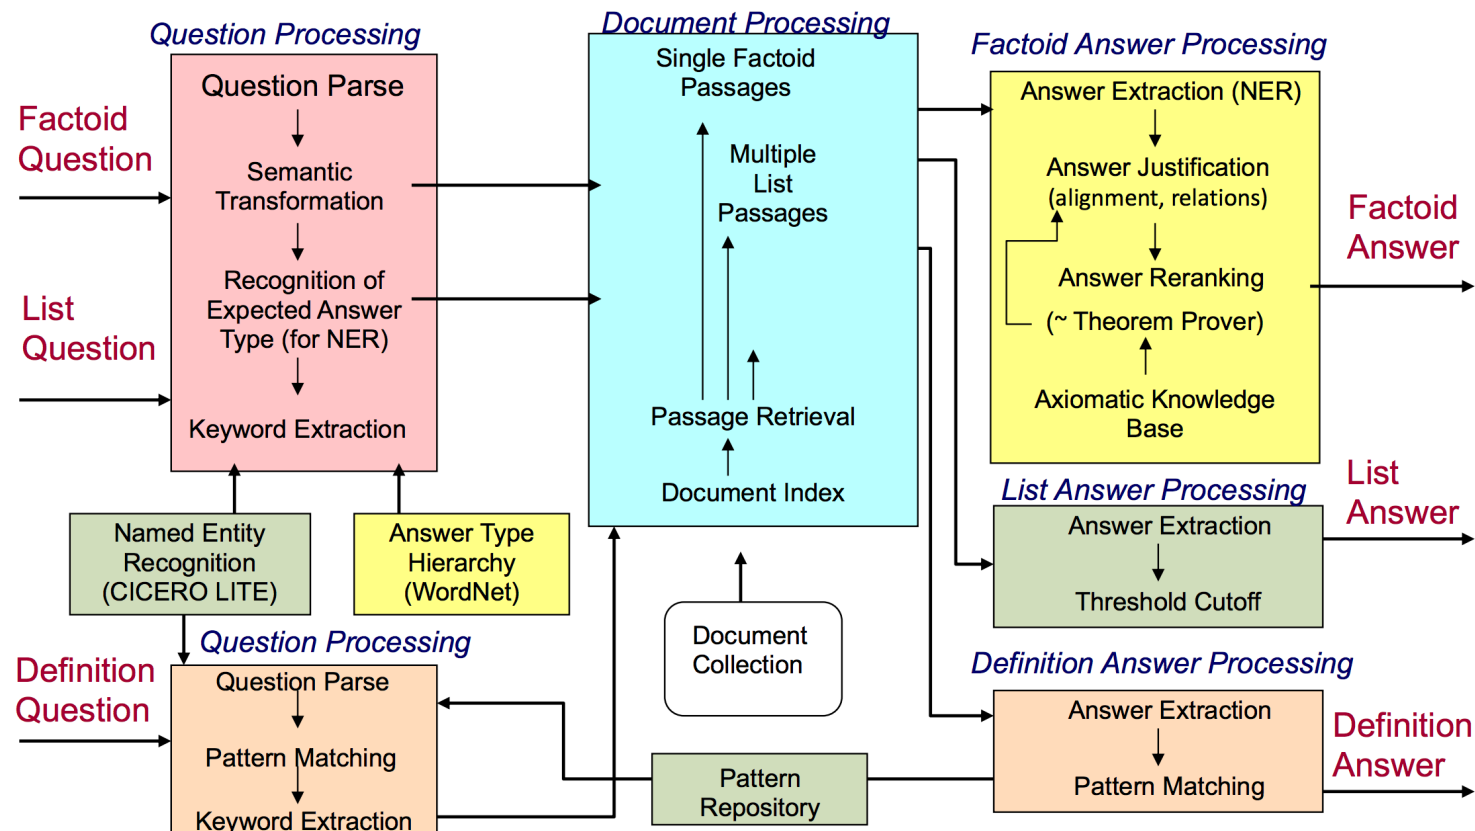 Question Processing
Factoid
Question
List
Question
Question Parse
Semantic
Transformation
Recognition of
Expected Answer
Type (for NER)
Keyword Extraction
Named Entity
Recognition
(CICERO LITE)
Answer Type
Hierarchy
(WordNet)
Question Processing
Definition
Question
Question Parse
Pattern Matching
Keyword Extraction
Document Processing
Single Factoid
Passages
Multiple
List
Passages
Passage Retrieval
Document Index
Document
Collection
Pattern
Repository
Factoid Answer Processing
Answer Extraction (NER)
Answer Justification
(alignment, relations)
Answer Reranking
(~ Theorem Prover)
Axiomatic Knowledge
Base
Factoid
Answer
List Answer Processing
Answer Extraction
Threshold Cutoff
List
Answer
Definition Answer Processing
Answer Extraction
Pattern Matching
Definition
Answer